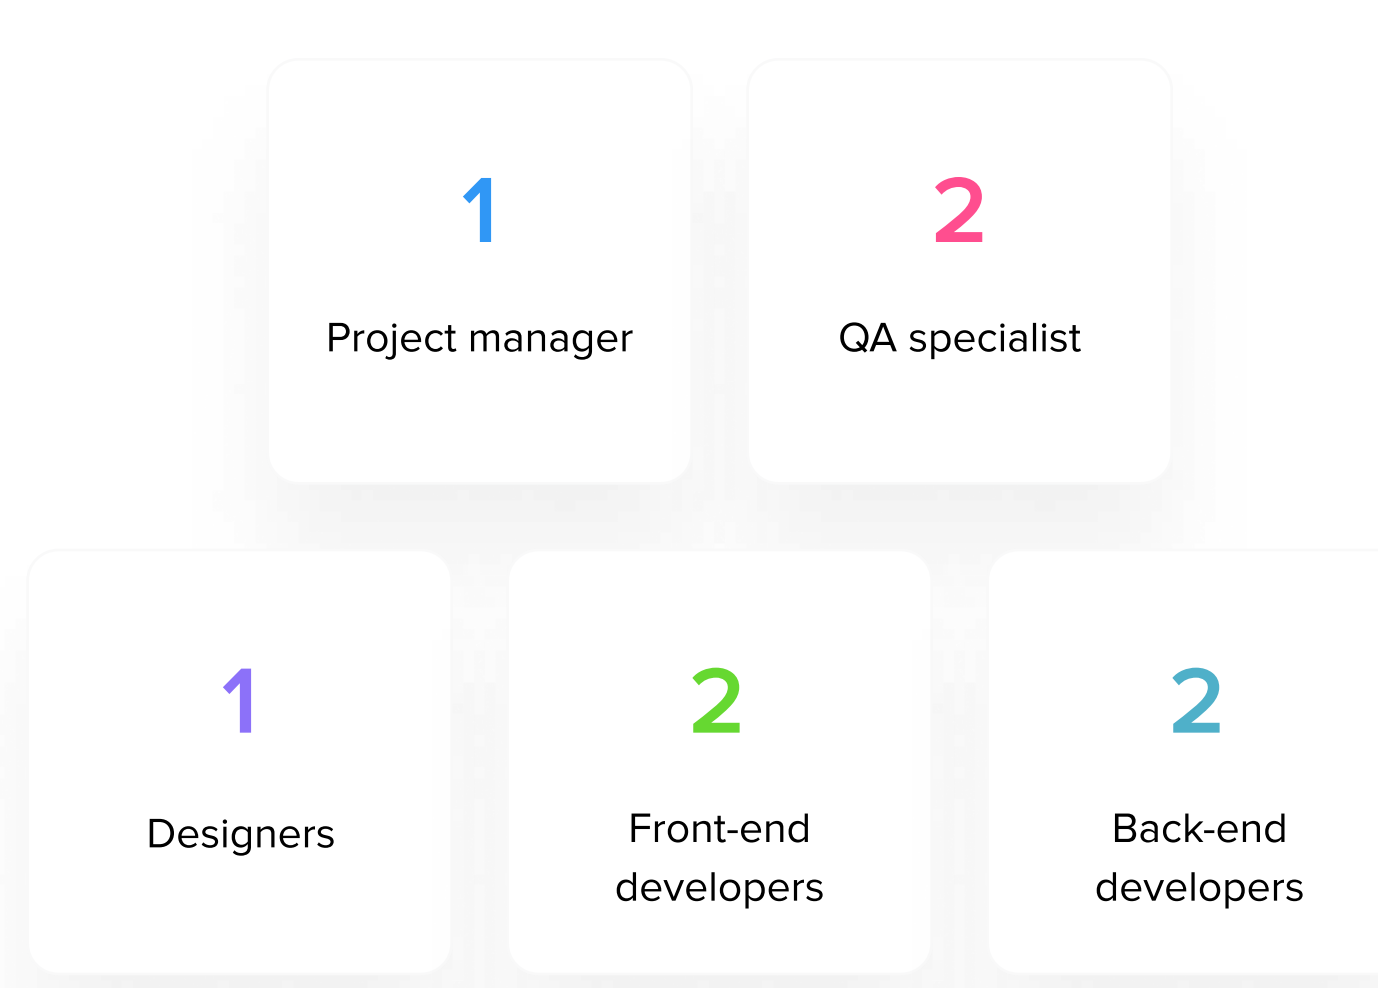 1
2
Project manager
QA specialist
1
2
2
Designers
Front-end
developers
Back-end
developers